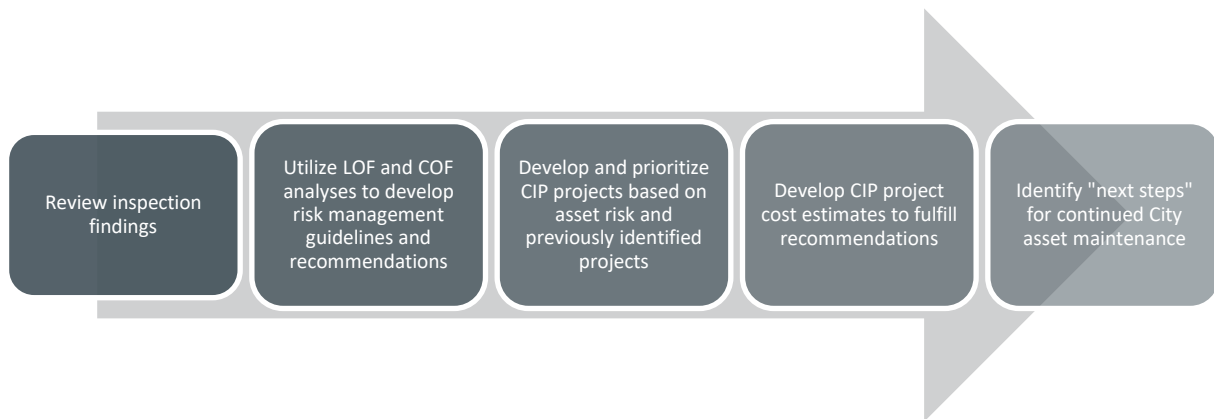 Review inspection
findings
Utilize LOF and COF
analyses to develop
risk management
guidelines and
recommendations
Develop and prioritize
CIP projects based on
asset risk and
previously identified
projects
Develop CIP project
cost estimates to fulfill
recommendations
Identify "next steps"
for continued City
asset maintenance